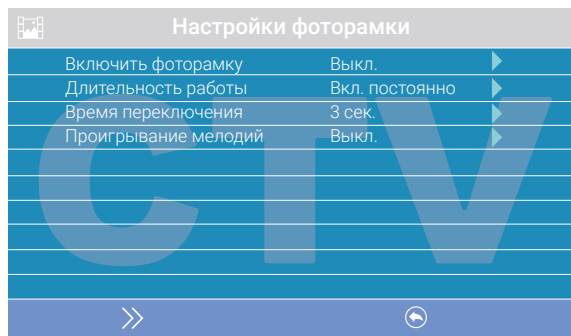 Настройки фоторамки
Включить фоторамку Выкл.
Длительность работы Вкл. постоянно
Время переключения 3 сек.
Проигрывание мелодий Выкл.
CTV